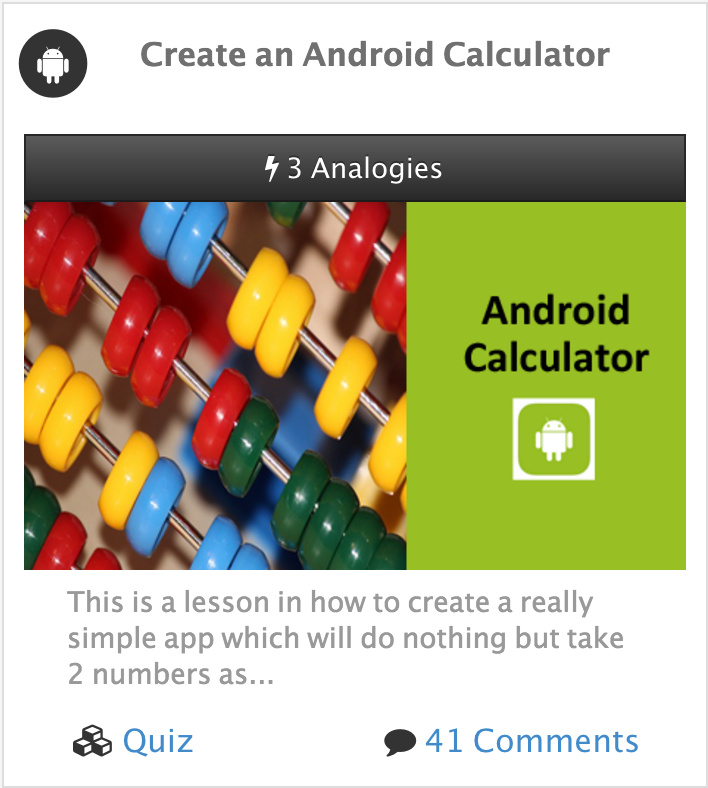 Create an Android Calculator
3 Analogies
Android
Calculator
This is a lesson in how to create a really
simple app which will do nothing but take
2 numbers as...
Quiz
41 Comments